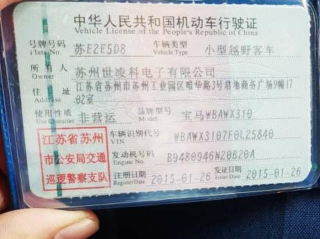 中华人民共和国机动车行驶证
Vehicle License of the People's Republic of China
号牌号码 苏E2E5D8 车辆类型 小型越野客车
Plate No. Vehicle Type
所有人 苏州世凌科电子有限公司
Owner
住址 江苏省苏州市苏州工业园区唯华路3号君地商务广场9幢17
Address 02室
使用性质 非营运 品牌型号 宝马WBAWX310
Use Character Model
江苏省苏州
市公安局交通
巡逻警察支队
车辆识别代号 WBAWX3107F0L25840
VIN
发动机号码 B9480946N20B20A
Engine No.
注册日期 2015-01-26 发证日期 2015-01-26
Register Date Issue Date